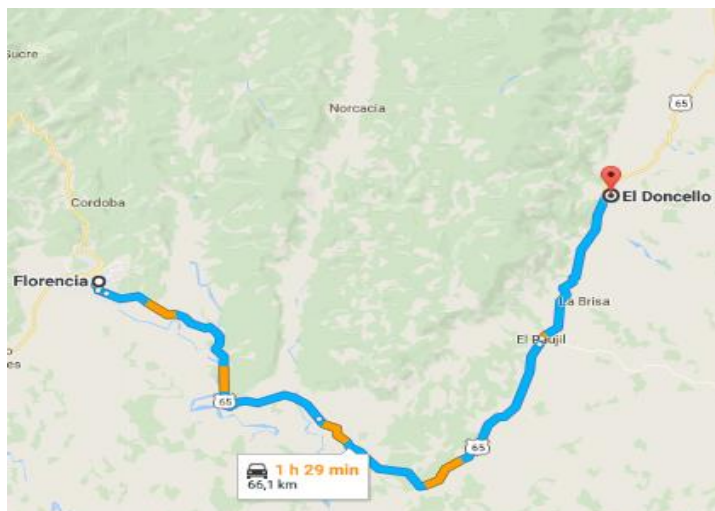 Sucre
Norcacia
65
Cordoba
El Doncello
Florencia
La Brisa
El Paujil
es
65
65
1 h 29 min
66,1 km